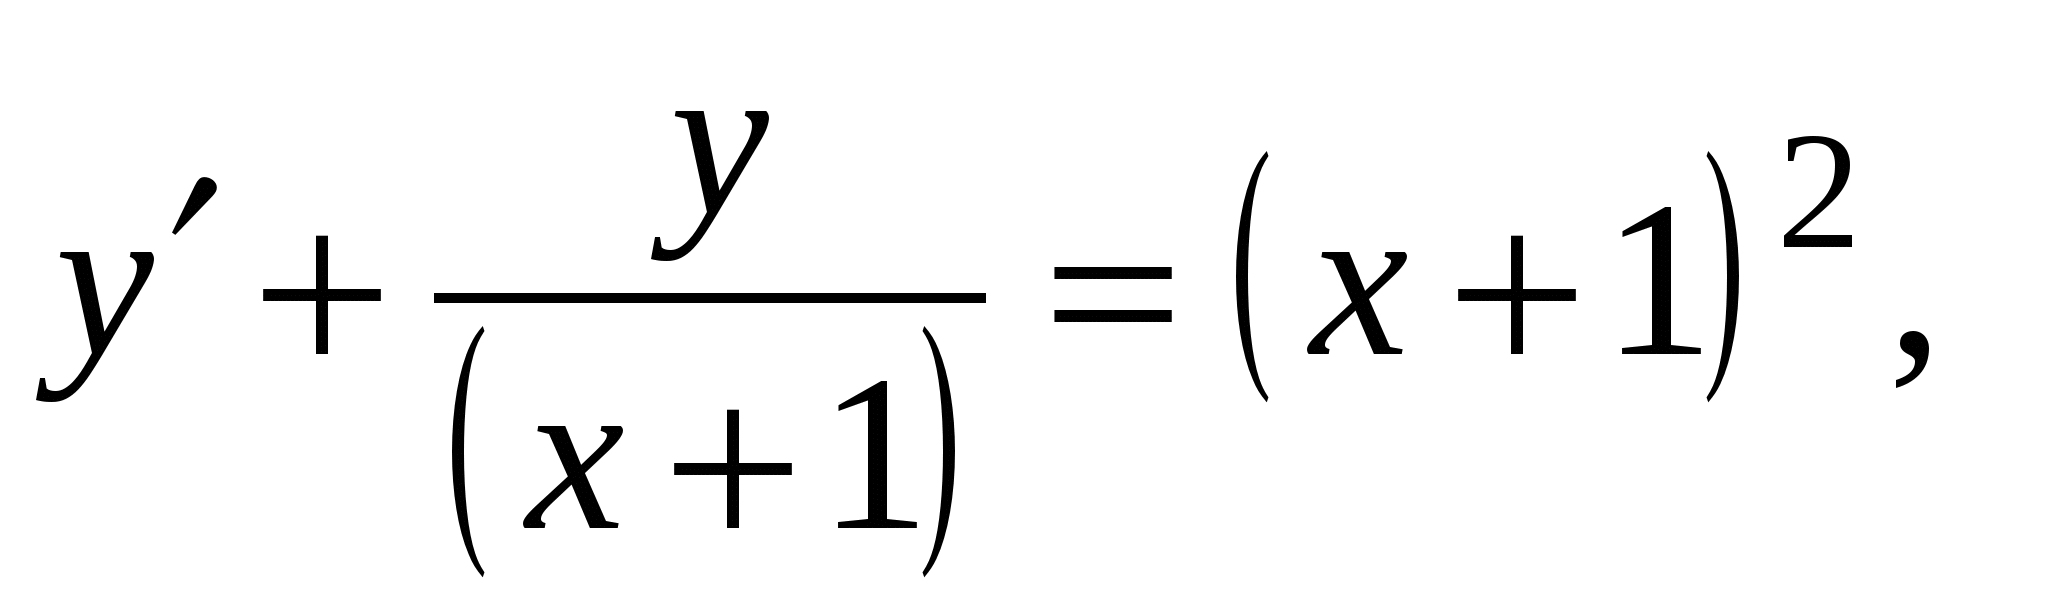 y′ + y/(x+1) = (x+1)²,